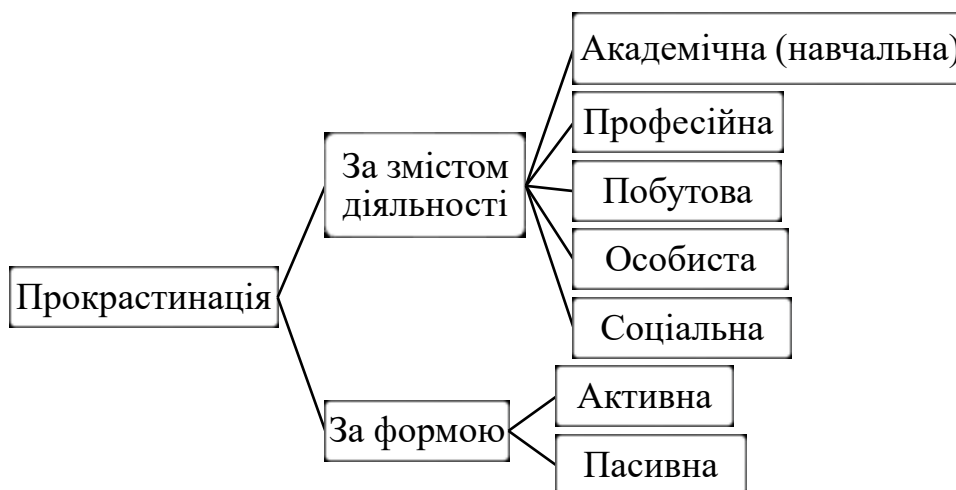 Прокрастинація
За змістом
діяльності
Академічна (навчальна)
Професійна
Побутова
Особиста
Соціальна
За формою
Активна
Пасивна